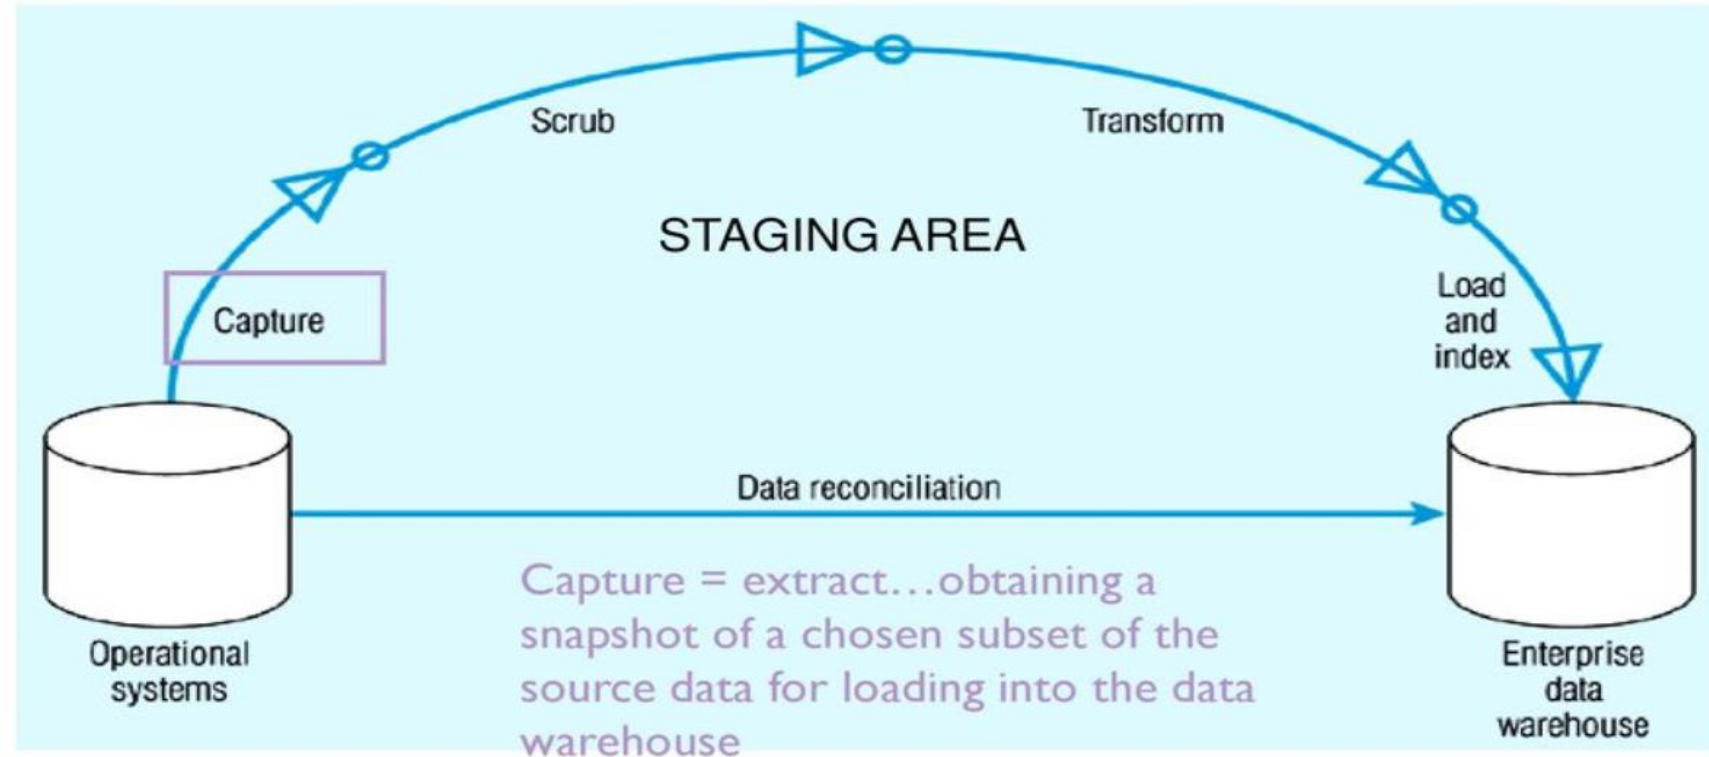 Scrub
Transform
STAGING AREA
Capture
Load
and
index
Data reconciliation
Capture = extract…obtaining a
snapshot of a chosen subset of the
source data for loading into the data
warehouse
Operational
systems
Enterprise
data
warehouse